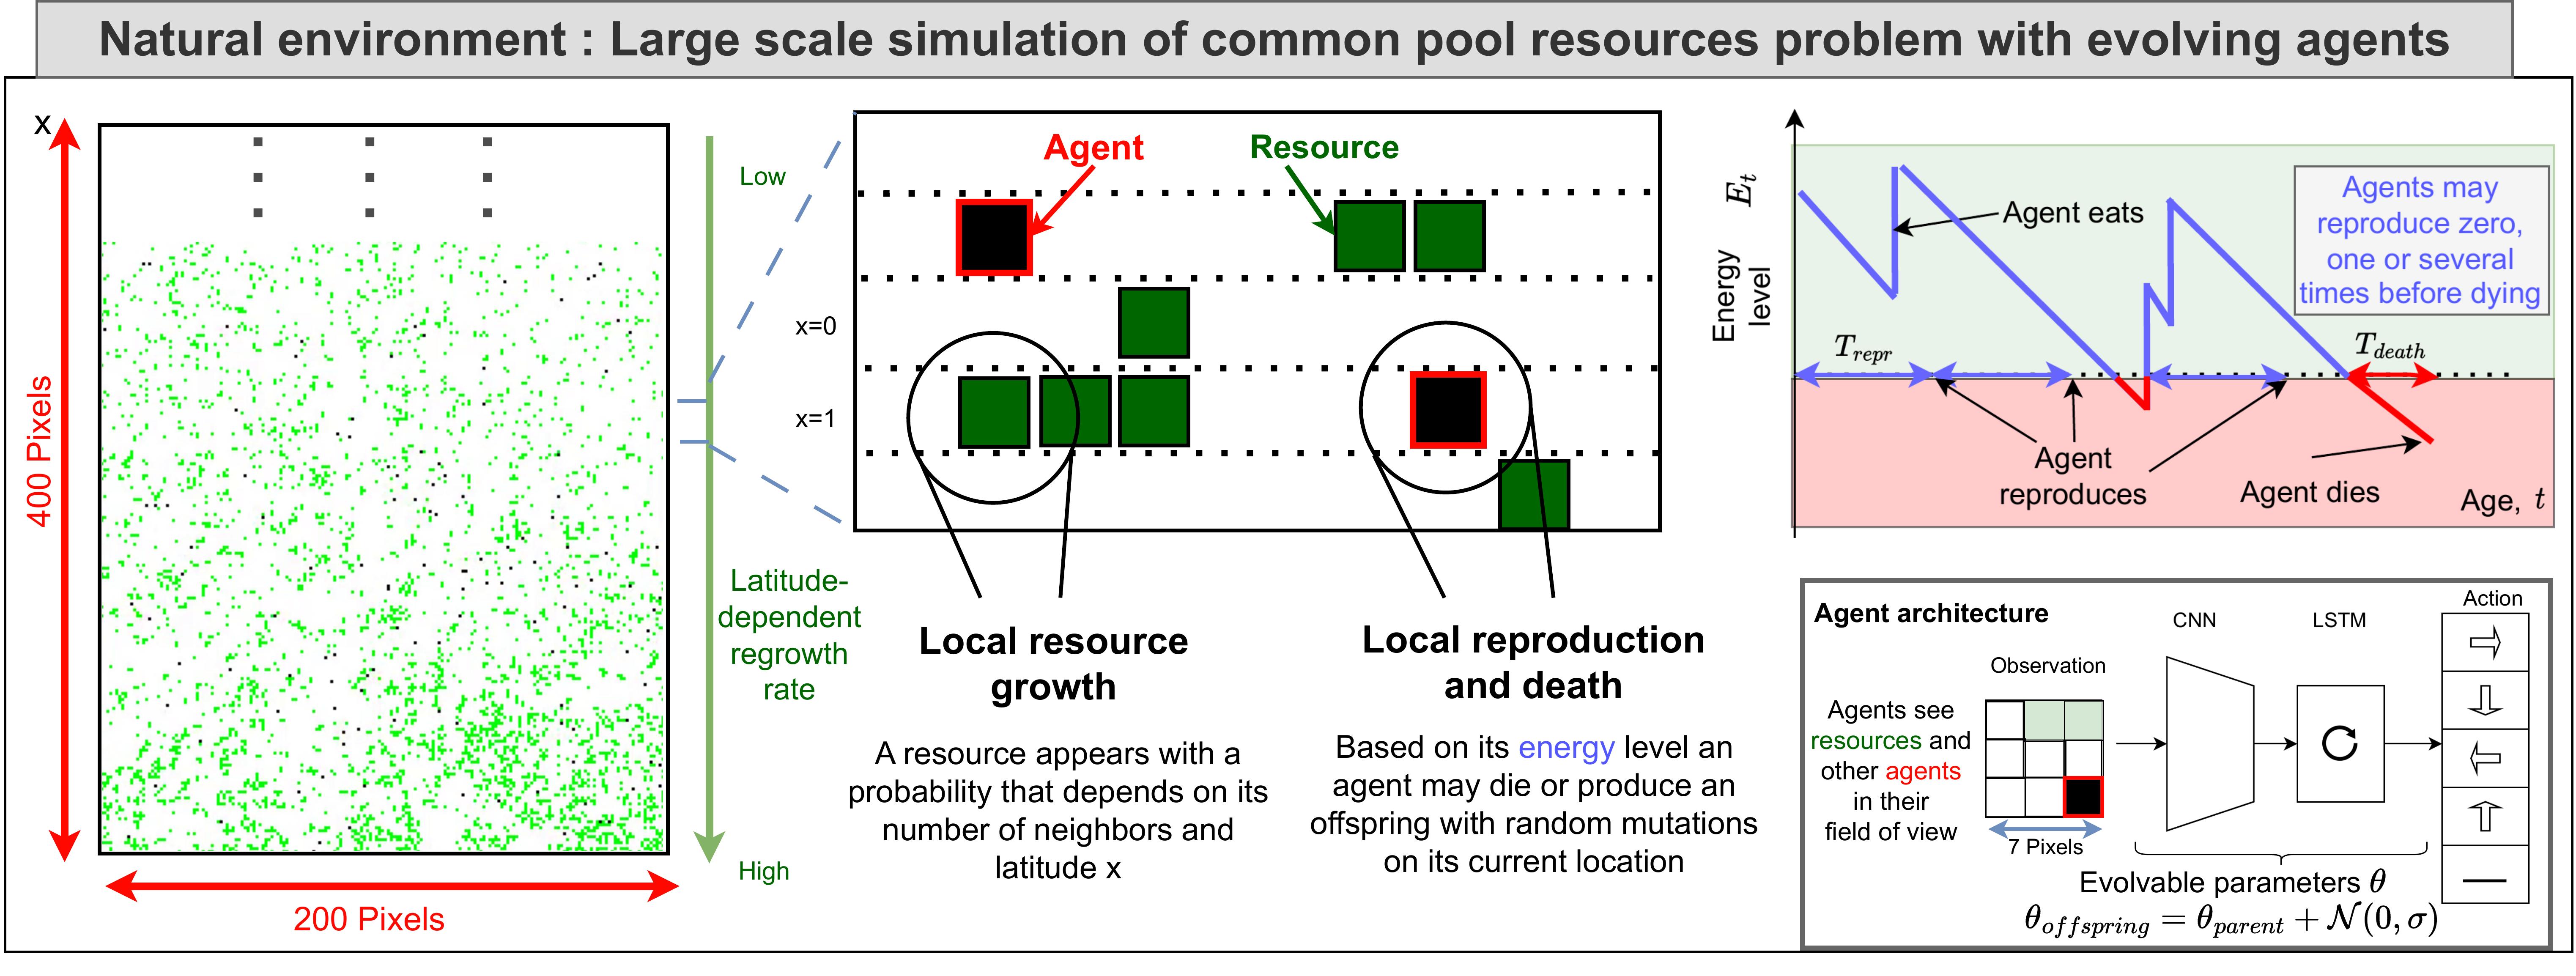 Natural environment : Large scale simulation of common pool resources problem with evolving agents
x
400 Pixels
200 Pixels
Low
Latitude-
dependent
regrowth
rate
High
Agent
Resource
x=0
x=1
Local resource
growth
A resource appears with a
probability that depends on its
number of neighbors and
latitude x
Local reproduction
and death
Based on its energy level an
agent may die or produce an
offspring with random mutations
on its current location
Energy
level
E_t
Agent eats
Agents may
reproduce zero,
one or several
times before dying
T_{repr}
T_{death}
Agent
reproduces
Agent dies
Age, t
Agent architecture
Observation
CNN
LSTM
Action
Agents see
resources and
other agents
in their
field of view
7 Pixels
Evolvable parameters θ
θ_{offspring} = θ_{parent} + 𝒩(0, σ)